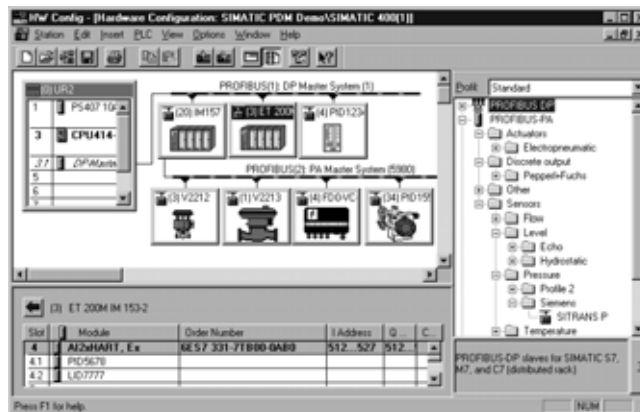 HW Config - [Hardware Configuration: SIMATIC PDM Demo\SIMATIC 400(1)]
Station Edit Insert PLC View Options Window Help
(0) UR2
1 PS407 10A
3 CPU414-
3.1 DP-Master
5
6
7
PROFIBUS(1): DP Master System (1)
(20) IM157
(3) ET 200M
(4) PID1234
PROFIBUS(2): PA Master System (5900)
(3) V2212
(1) V2213
(4) FDO-VC
(34) PID155
Profil: Standard
PROFIBUS DP
PROFIBUS-PA
Actuators
Electropneumatic
Discrete output
Pepperl+Fuchs
Other
Sensors
Flow
Level
Echo
Hydrostatic
Pressure
Profile 2
Siemens
SITRANS P
Temperature
PROFIBUS-DP slaves for SIMATIC S7,
M7, and C7 (distributed rack)
(3) ET 200M IM 153-2
Slot Module Order Number I Address Q ... C...
4 AI2xHART, Ex 6ES7 331-7TB00-0AB0 512...527 512...
4.1 PID5678
4.2 LID7777
Press F1 for help.
NUM